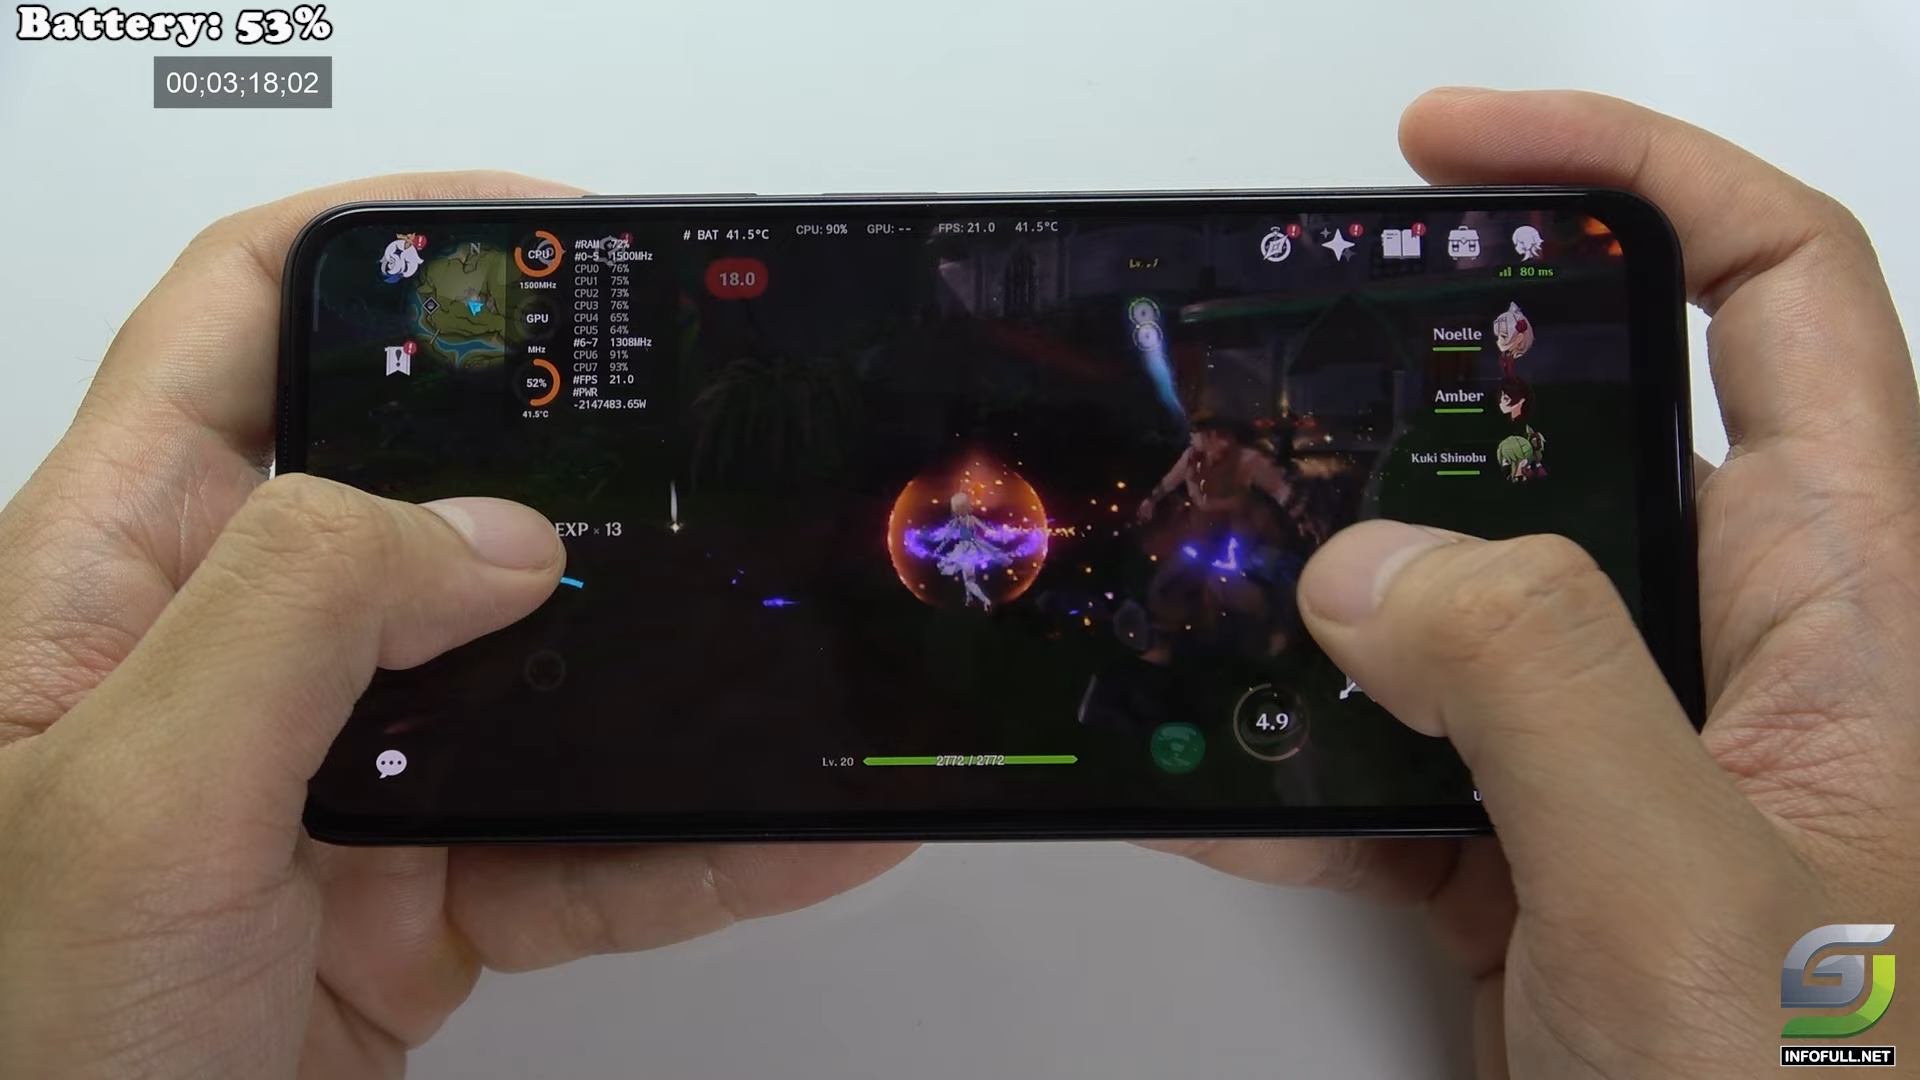 Battery: 53%
00;03;18;02
# BAT 41.5°C
CPU: 90%
GPU: --
FPS: 21.0
41.5°C
18.0
N
CPU
1500MHz
GPU
MHz
52%
41.5°C
#RAM 72%
#0~5 1500MHz
CPU0 76%
CPU1 75%
CPU2 73%
CPU3 76%
CPU4 65%
CPU5 64%
#6~7 1308MHz
CPU6 91%
CPU7 93%
#FPS 21.0
#PWR
-2147483.65W
80 ms
Noelle
Amber
Kuki Shinobu
EXP × 13
4.9
Lv. 20
2772 / 2772
INFOFULL.NET